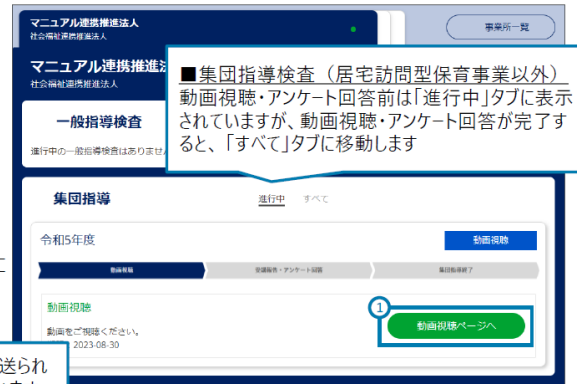 マニュアル連携推進法人
社会福祉連携推進法人
事業所一覧
マニュアル連携推進法
社会福祉連携推進法人
■集団指導検査（居宅訪問型保育事業以外）
動画視聴・アンケート回答前は「進行中」タブに表示
されていますが、動画視聴・アンケート回答が完了す
ると、「すべて」タブに移動します
一般指導検査
進行中の一般指導検査はありませ
集団指導
進行中 すべて
令和5年度
動画視聴
動画視聴
受講報告・アンケート回答
集団指導終了
動画視聴
動画をご視聴ください。
2023-08-30
1
動画視聴ページへ
に
送られ